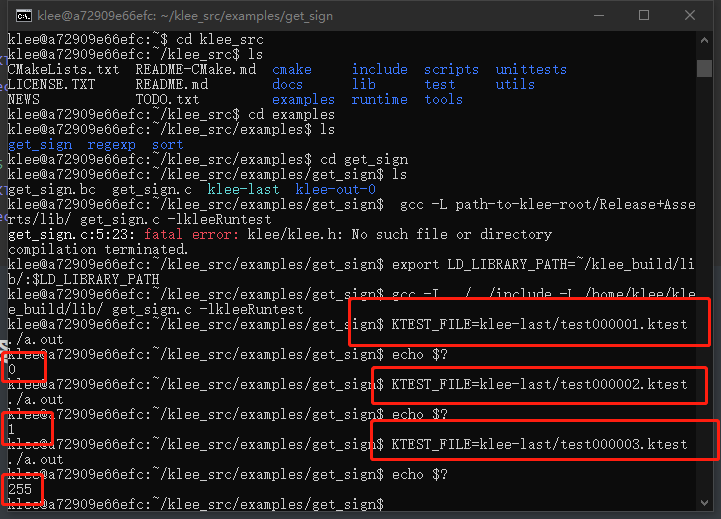 klee@a72909e66efc: ~/klee_src/examples/get_sign
klee@a72909e66efc:~$ cd klee_src
klee@a72909e66efc:~/klee_src$ ls
CMakeLists.txt README-CMake.md cmake include scripts unittests
LICENSE.TXT README.md docs lib test utils
NEWS TODO.txt examples runtime tools
klee@a72909e66efc:~/klee_src$ cd examples
klee@a72909e66efc:~/klee_src/examples$ ls
get_sign regexp sort
klee@a72909e66efc:~/klee_src/examples$ cd get_sign
klee@a72909e66efc:~/klee_src/examples/get_sign$ ls
get_sign.bc get_sign.c klee-last klee-out-0
klee@a72909e66efc:~/klee_src/examples/get_sign$ gcc -L path-to-klee-root/Release+Asse
rts/lib/ get_sign.c -lkleeRuntest
get_sign.c:5:23: fatal error: klee/klee.h: No such file or directory
compilation terminated.
klee@a72909e66efc:~/klee_src/examples/get_sign$ export LD_LIBRARY_PATH=~/klee_build/li
b/:$LD_LIBRARY_PATH
klee@a72909e66efc:~/klee_src/examples/get_sign$ gcc -I ../../include -L /home/klee/kle
e_build/lib/ get_sign.c -lkleeRuntest
klee@a72909e66efc:~/klee_src/examples/get_sign$ KTEST_FILE=klee-last/test000001.ktest
./a.out
klee@a72909e66efc:~/klee_src/examples/get_sign$ echo $?
0
klee@a72909e66efc:~/klee_src/examples/get_sign$ KTEST_FILE=klee-last/test000002.ktest
./a.out
klee@a72909e66efc:~/klee_src/examples/get_sign$ echo $?
1
klee@a72909e66efc:~/klee_src/examples/get_sign$ KTEST_FILE=klee-last/test000003.ktest
./a.out
klee@a72909e66efc:~/klee_src/examples/get_sign$ echo $?
255
klee@a72909e66efc:~/klee_src/examples/get_sign$